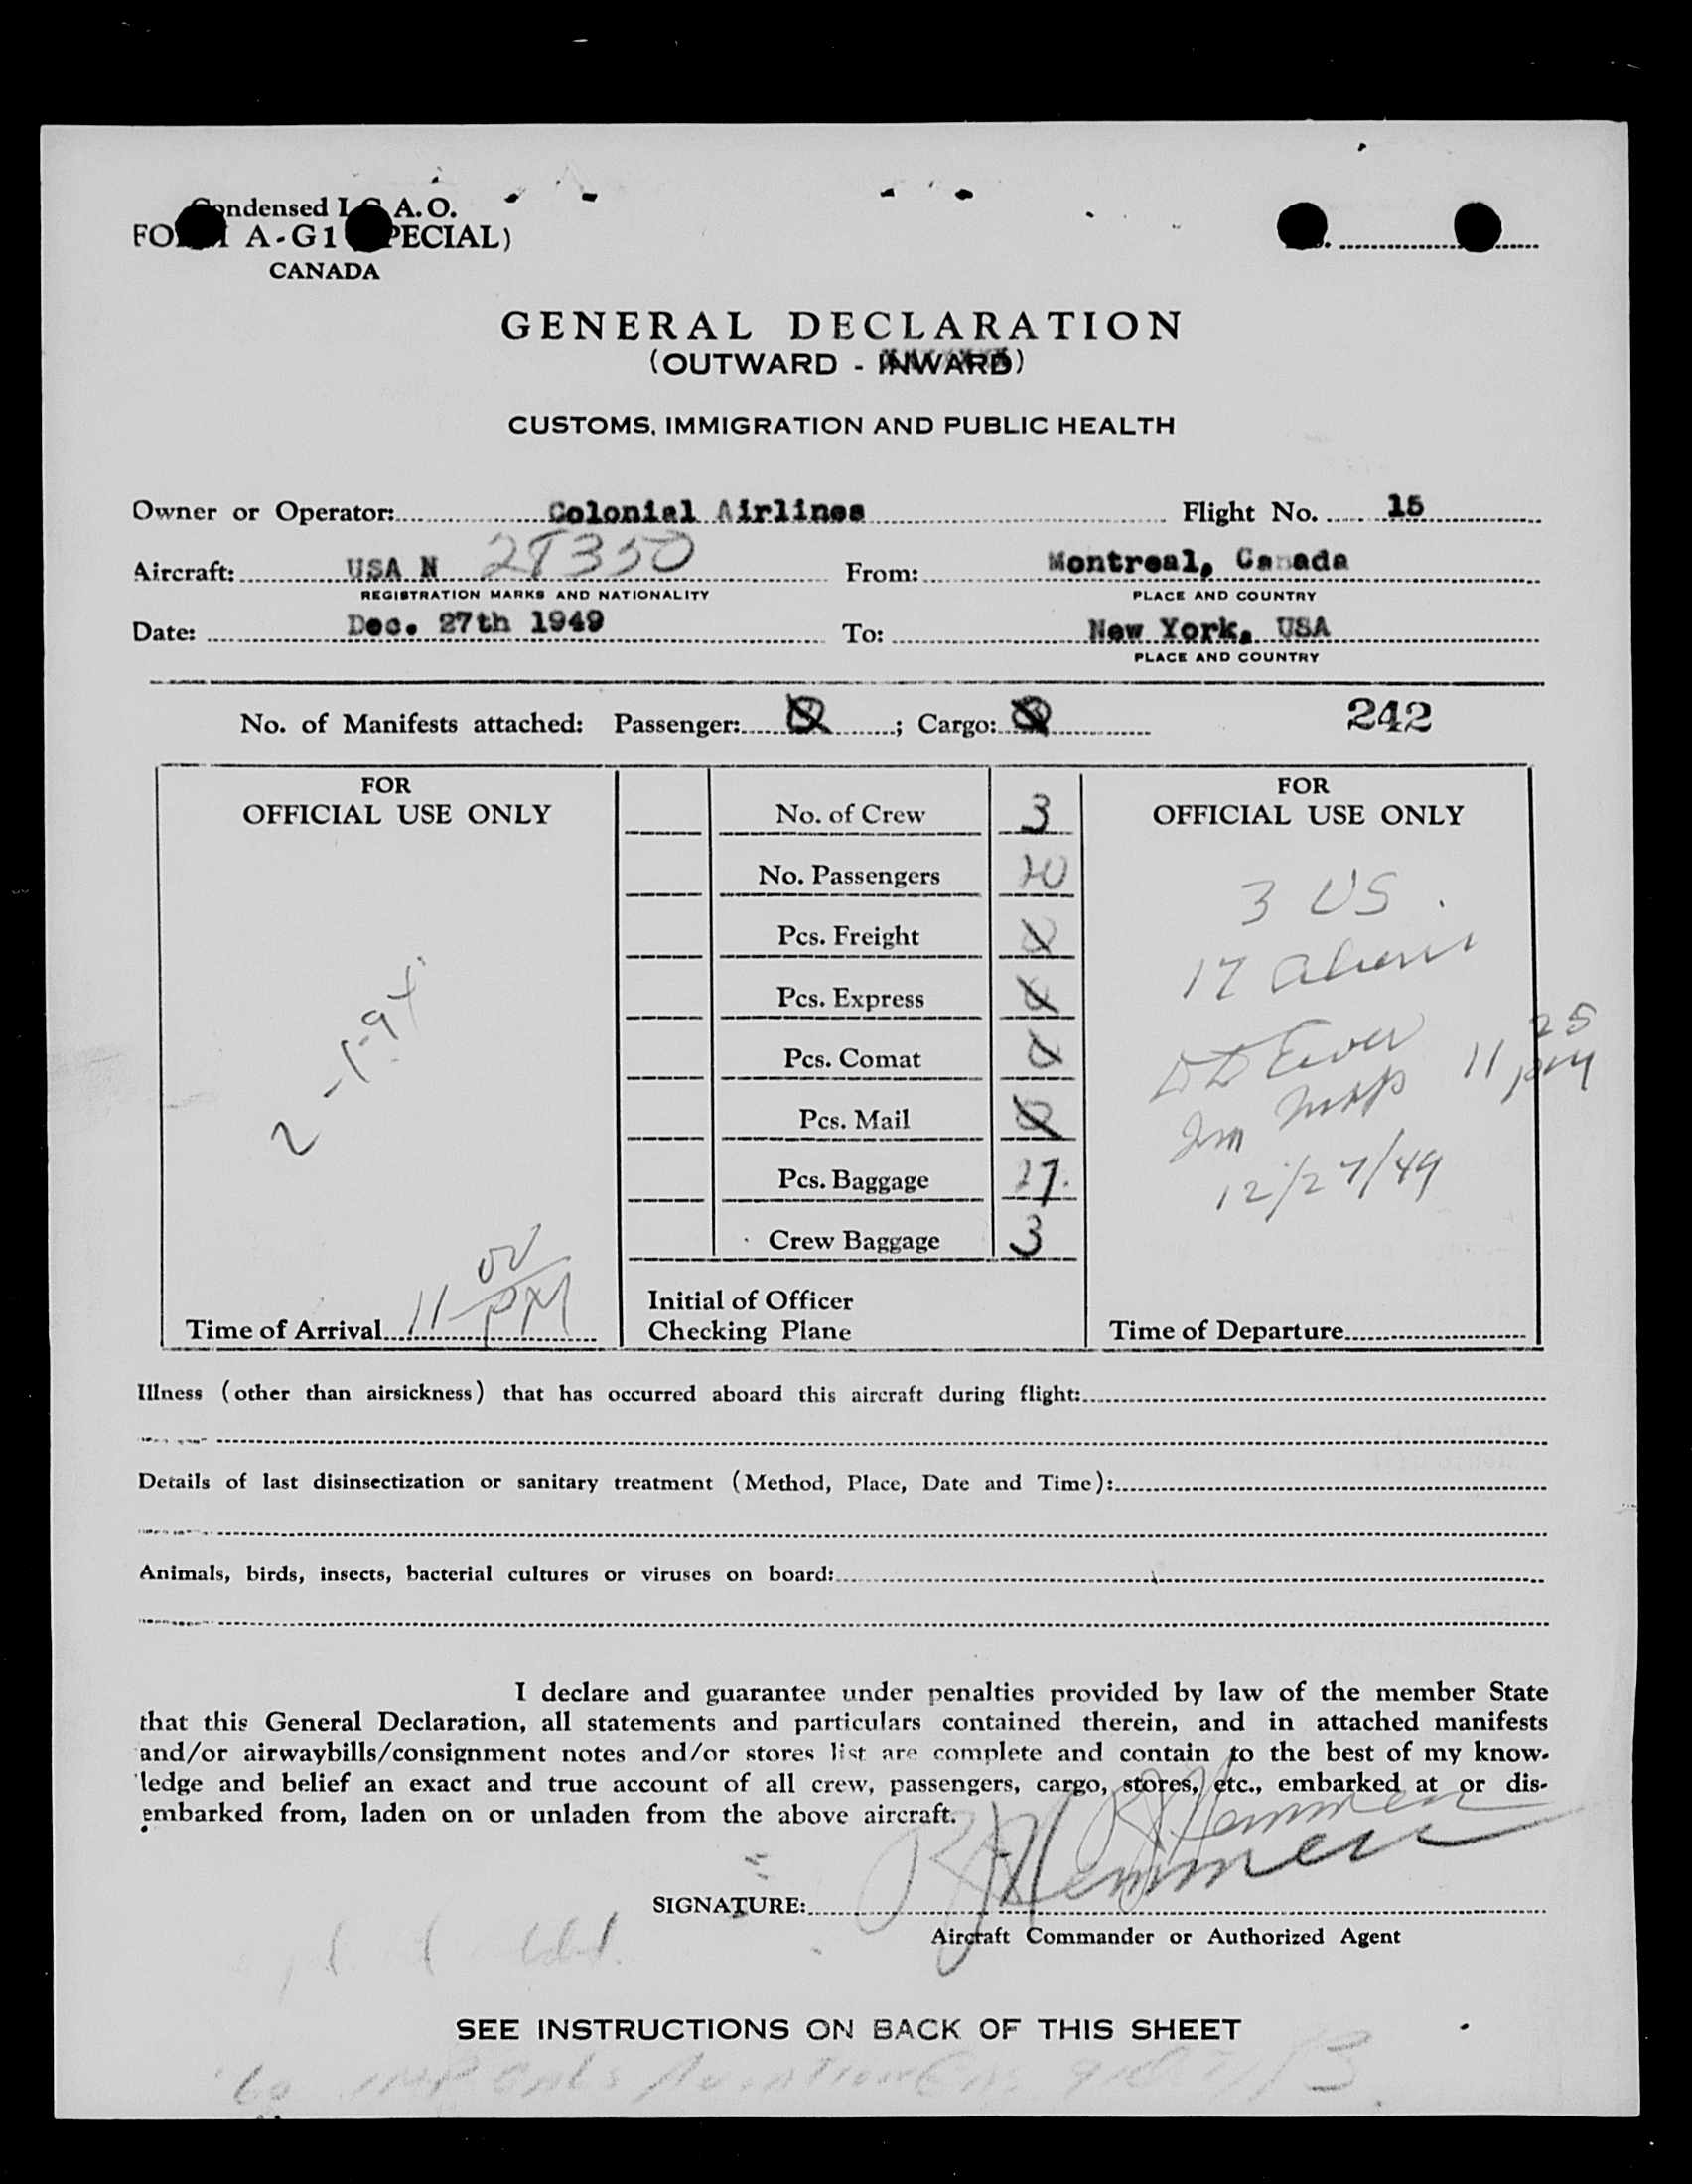 Condensed I.C.A.O.
FORM A-G1 (SPECIAL)
CANADA
GENERAL DECLARATION
(OUTWARD - INWARD)
CUSTOMS, IMMIGRATION AND PUBLIC HEALTH
Owner or Operator: Colonial Airlines Flight No. 15
Aircraft: USA N From: Montreal, Canada
REGISTRATION MARKS AND NATIONALITY PLACE AND COUNTRY
Date: Dec. 27th 1949 To: New York, USA
PLACE AND COUNTRY
No. of Manifests attached: Passenger: ; Cargo: 242
FOR
OFFICIAL USE ONLY
2 -1-94
Time of Arrival 11 00 PM
No. of Crew 3
No. Passengers 20
Pcs. Freight
Pcs. Express
Pcs. Comat
Pcs. Mail
Pcs. Baggage 27
Crew Baggage 3
Initial of Officer
Checking Plane
FOR
OFFICIAL USE ONLY
3 US
17 aliens
11 25 pm
12/27/49
Time of Departure
Illness (other than airsickness) that has occurred aboard this aircraft during flight:
Details of last disinsectization or sanitary treatment (Method, Place, Date and Time):
Animals, birds, insects, bacterial cultures or viruses on board:
I declare and guarantee under penalties provided by law of the member State
that this General Declaration, all statements and particulars contained therein, and in attached manifests
and/or airwaybills/consignment notes and/or stores list are complete and contain to the best of my know-
ledge and belief an exact and true account of all crew, passengers, cargo, stores, etc., embarked at or dis-
embarked from, laden on or unladen from the above aircraft.
SIGNATURE:
Aircraft Commander or Authorized Agent
SEE INSTRUCTIONS ON BACK OF THIS SHEET